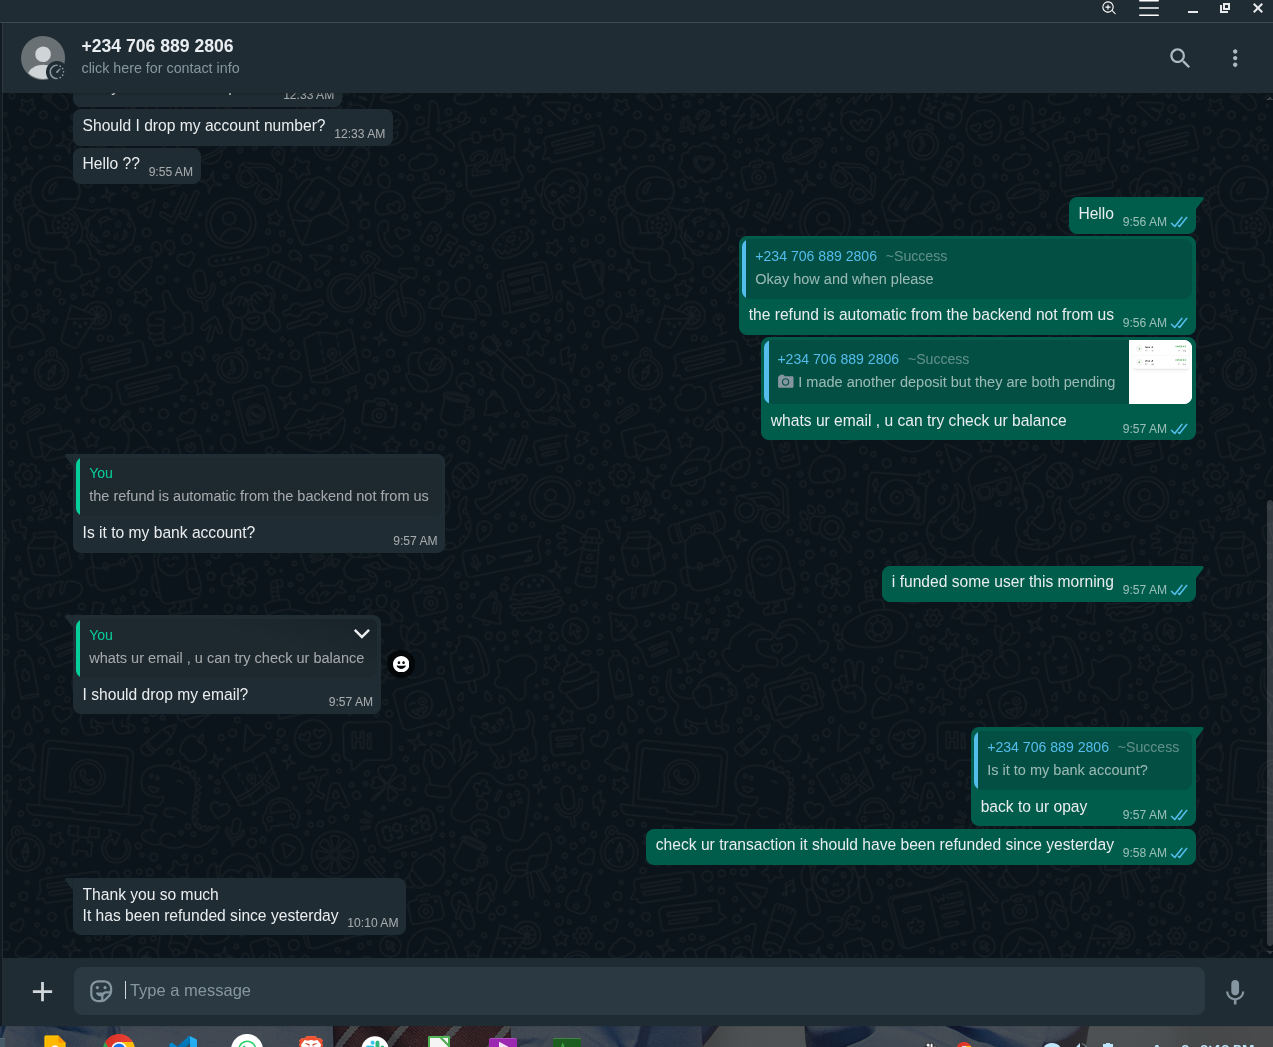 +234 706 889 2806
click here for contact info
12:33 AM
Should I drop my account number? 12:33 AM
Hello ?? 9:55 AM
Hello 9:56 AM
+234 706 889 2806 ~Success
Okay how and when please
the refund is automatic from the backend not from us 9:56 AM
+234 706 889 2806 ~Success
I made another deposit but they are both pending
whats ur email , u can try check ur balance 9:57 AM
You
the refund is automatic from the backend not from us
Is it to my bank account?
9:57 AM
i funded some user this morning 9:57 AM
You
whats ur email , u can try check ur balance
I should drop my email? 9:57 AM
+234 706 889 2806 ~Success
Is it to my bank account?
back to ur opay 9:57 AM
check ur transaction it should have been refunded since yesterday 9:58 AM
Thank you so much
It has been refunded since yesterday 10:10 AM
Type a message